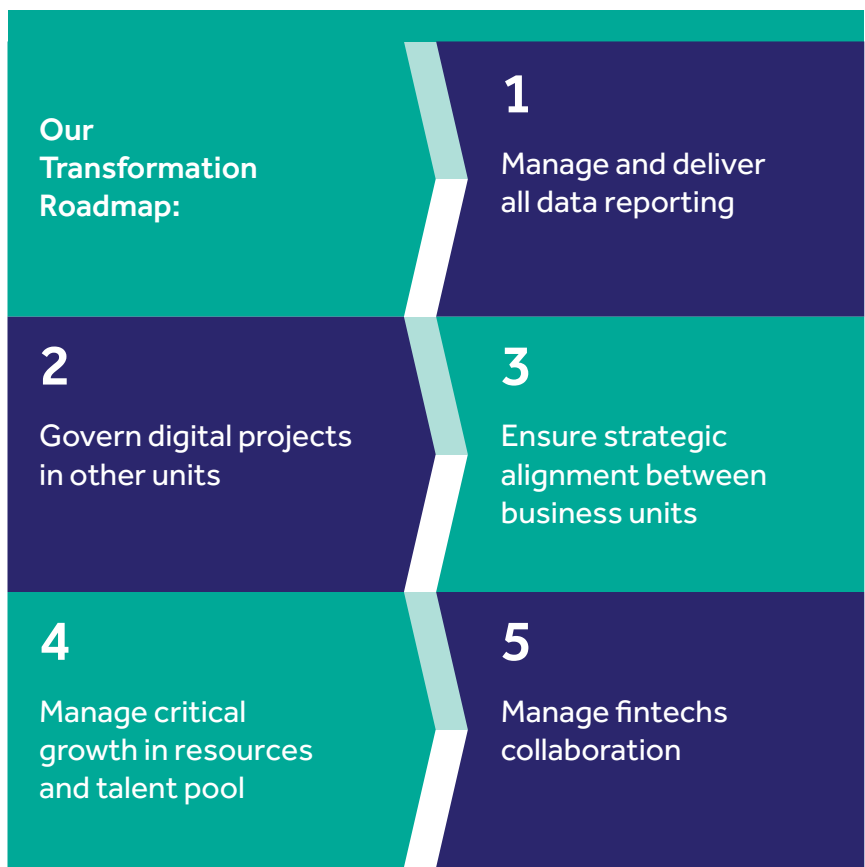 Our
Transformation
Roadmap:
1
Manage and deliver
all data reporting
2
Govern digital projects
in other units
3
Ensure strategic
alignment between
business units
4
Manage critical
growth in resources
and talent pool
5
Manage fintechs
collaboration